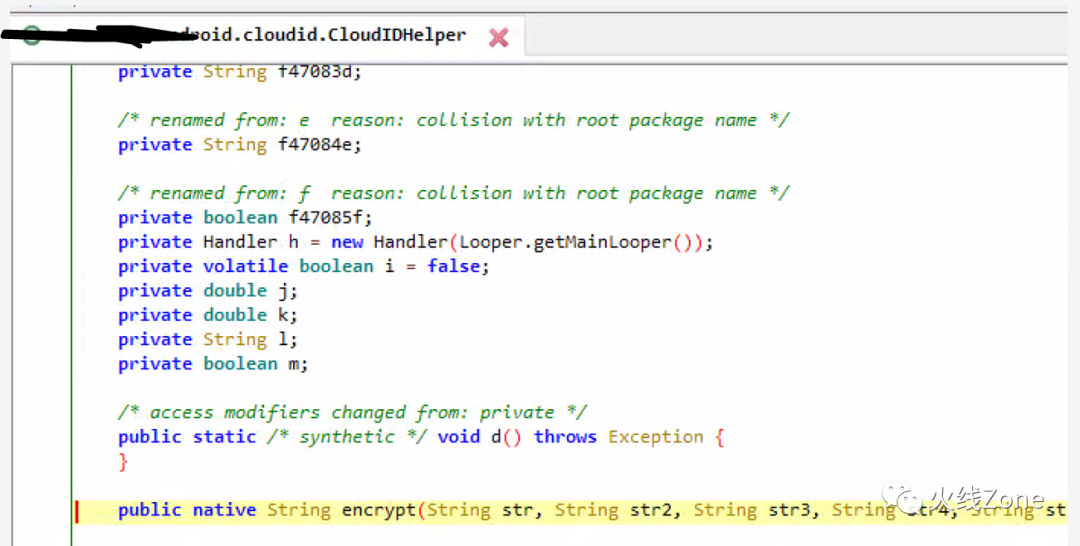 droid.cloudid.CloudIDHelper
private String f47083d;
/* renamed from: e  reason: collision with root package name */
private String f47084e;
/* renamed from: f  reason: collision with root package name */
private boolean f47085f;
private Handler h = new Handler(Looper.getMainLooper());
private volatile boolean i = false;
private double j;
private double k;
private String l;
private boolean m;
/* access modifiers changed from: private */
public static /* synthetic */ void d() throws Exception {
}
public native String encrypt(String str, String str2, String str3, String str4, String st
火线Zone